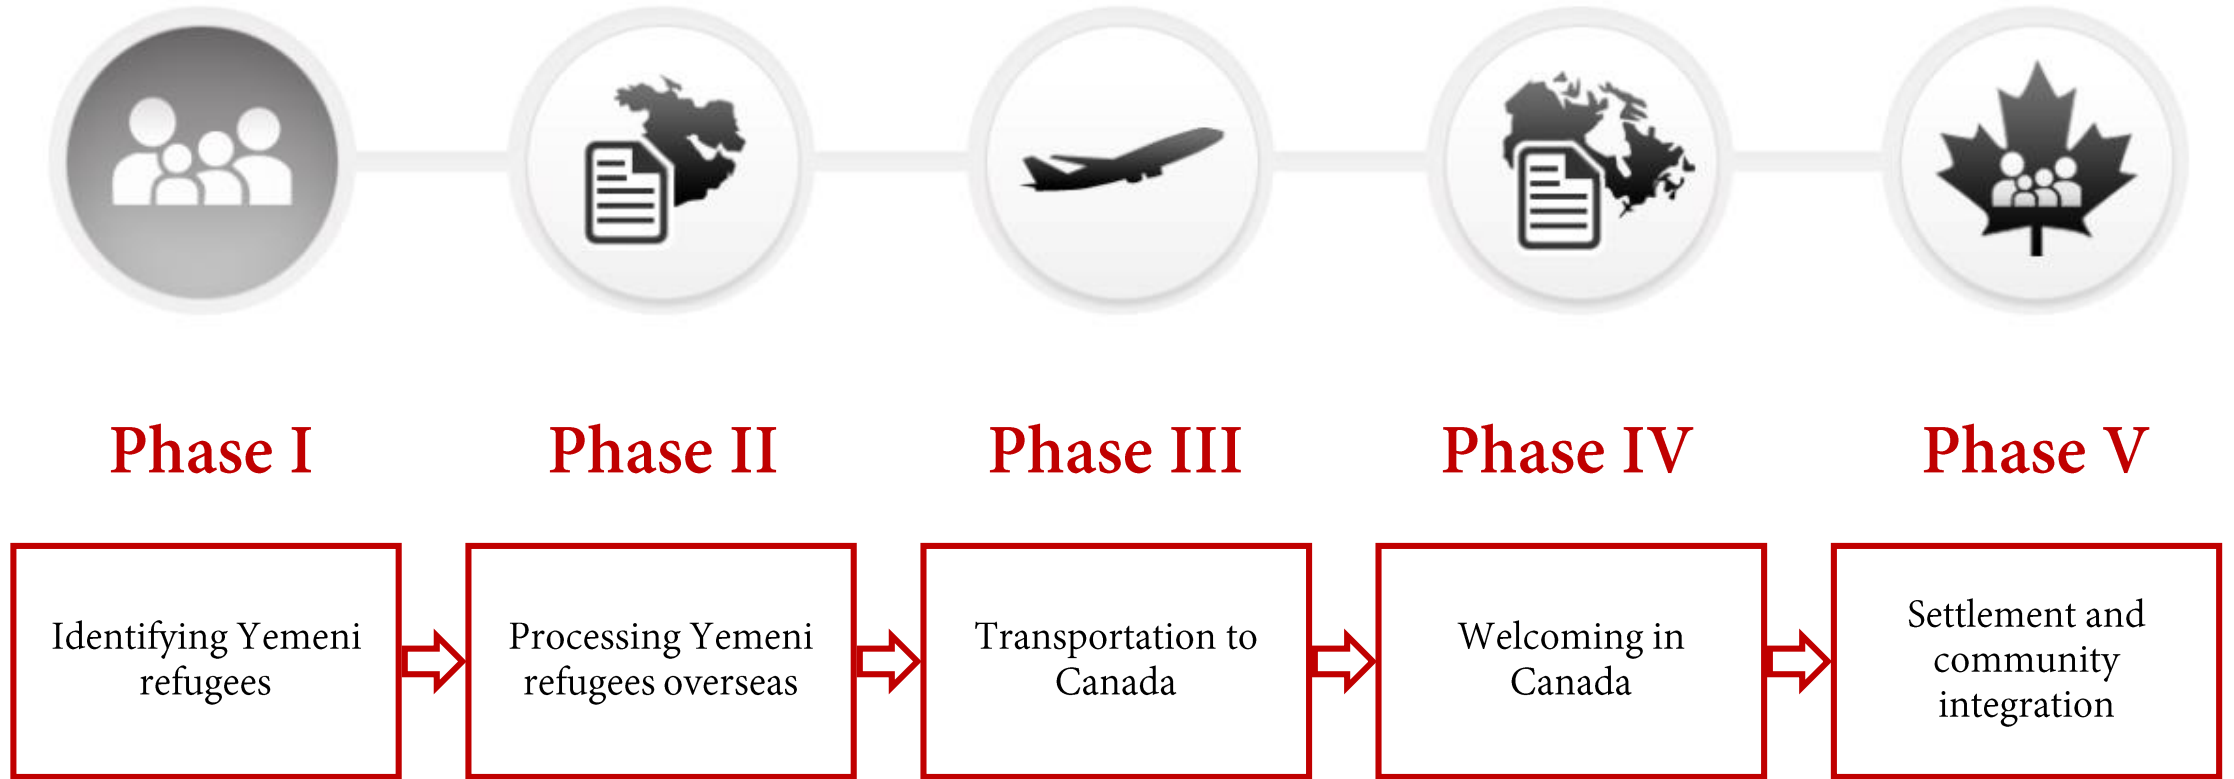 Phase I
Phase II
Phase III
Phase IV
Phase V
Identifying Yemeni
refugees
Processing Yemeni
refugees overseas
Transportation to
Canada
Welcoming in
Canada
Settlement and
community
integration